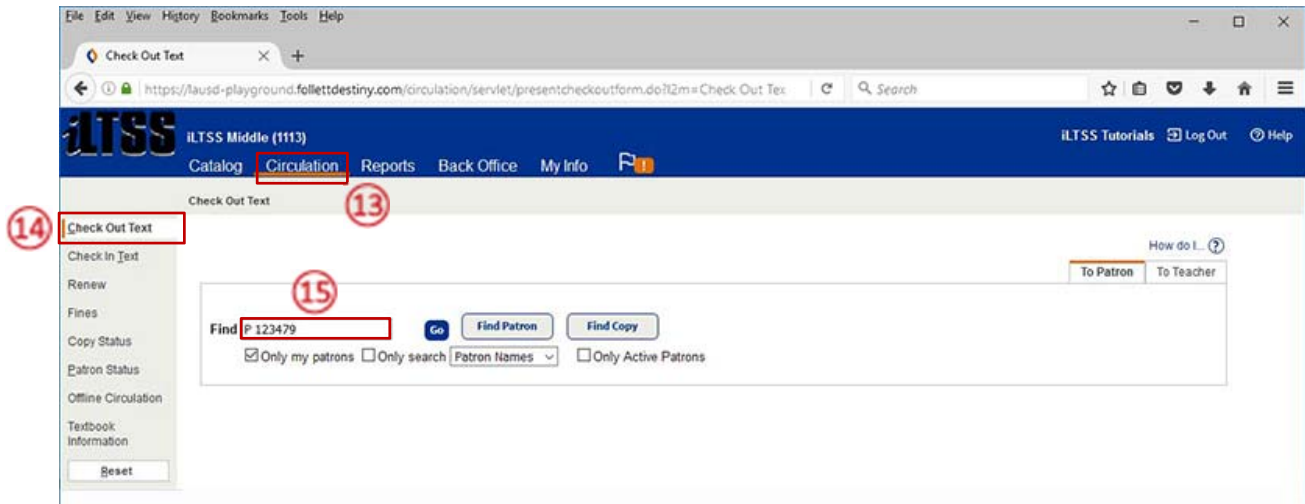 File Edit View History Bookmarks Tools Help
Check Out Text
https://lausd-playground.follettdestiny.com/circulation/servlet/presentcheckoutform.do?l2m=Check Out Tex
Search
iLTSS
iLTSS Middle (1113)
iLTSS Tutorials Log Out Help
Catalog Circulation Reports Back Office My Info
13
Check Out Text
14
Check Out Text
Check In Text
Renew
Fines
Copy Status
Patron Status
Offline Circulation
Textbook
Information
Reset
How do I...
To Patron To Teacher
15
Find P 123479 Go Find Patron Find Copy
Only my patrons Only search Patron Names Only Active Patrons